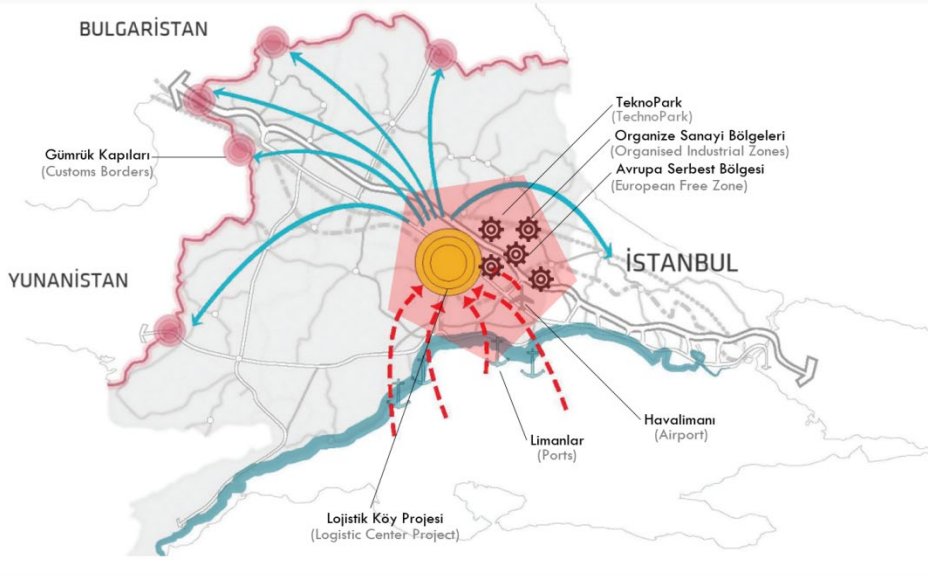 BULGARİSTAN
TeknoPark
(TechnoPark)
Organize Sanayi Bölgeleri
(Organised Industrial Zones)
Avrupa Serbest Bölgesi
(European Free Zone)
Gümrük Kapıları
(Customs Borders)
İSTANBUL
YUNANİSTAN
Havalimanı
(Airport)
Limanlar
(Ports)
Lojistik Köy Projesi
(Logistic Center Project)